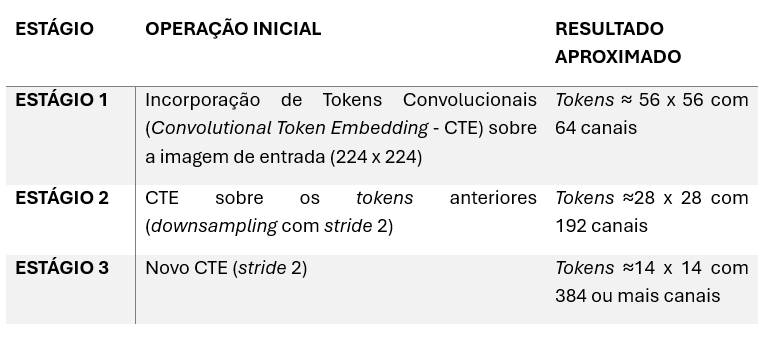 ESTÁGIO OPERAÇÃO INICIAL RESULTADO
APROXIMADO
ESTÁGIO 1 Incorporação de Tokens Convolucionais Tokens ≈ 56 x 56 com
(Convolutional Token Embedding - CTE) sobre 64 canais
a imagem de entrada (224 x 224)
ESTÁGIO 2 CTE sobre os tokens anteriores Tokens ≈28 x 28 com
(downsampling com stride 2) 192 canais
ESTÁGIO 3 Novo CTE (stride 2) Tokens ≈14 x 14 com
384 ou mais canais